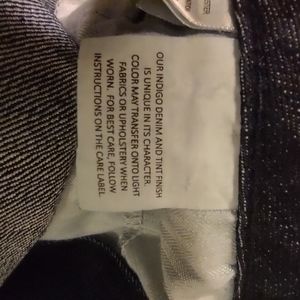 OUR INDIGO DENIM AND TINT FINISH
IS UNIQUE IN ITS CHARACTER.
COLOR MAY TRANSFER ONTO LIGHT
FABRICS OR UPHOLSTERY WHEN
WORN. FOR BEST CARE, FOLLOW
INSTRUCTIONS ON THE CARE LABEL.